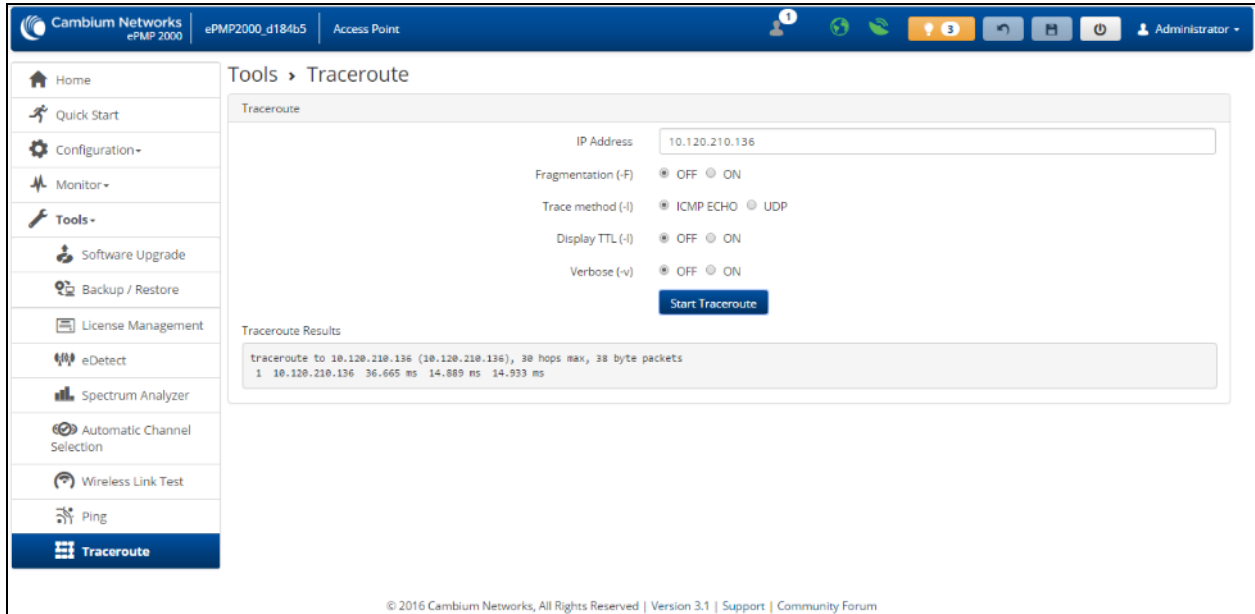 Cambium Networks
ePMP 2000
ePMP2000_d184b5
Access Point
1
3
Administrator
Home
Quick Start
Configuration
Monitor
Tools
Software Upgrade
Backup / Restore
License Management
eDetect
Spectrum Analyzer
Automatic Channel
Selection
Wireless Link Test
Ping
Traceroute
Tools › Traceroute
Traceroute
IP Address 10.120.210.136
Fragmentation (-F) OFF ON
Trace method (-I) ICMP ECHO UDP
Display TTL (-l) OFF ON
Verbose (-v) OFF ON
Start Traceroute
Traceroute Results
traceroute to 10.120.210.136 (10.120.210.136), 30 hops max, 38 byte packets
1 10.120.210.136 36.665 ms 14.889 ms 14.933 ms
© 2016 Cambium Networks, All Rights Reserved | Version 3.1 | Support | Community Forum